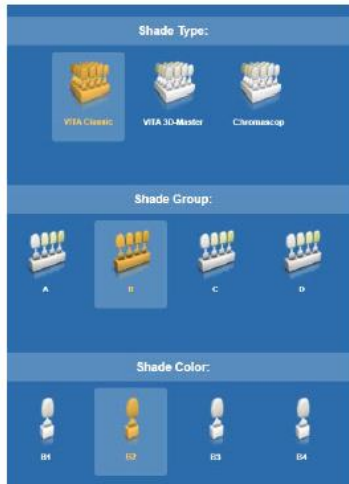 Shade Type:
VITA Classic VITA 3D-Master Chromascop
Shade Group:
A B C D
Shade Color:
B1 B2 B3 B4